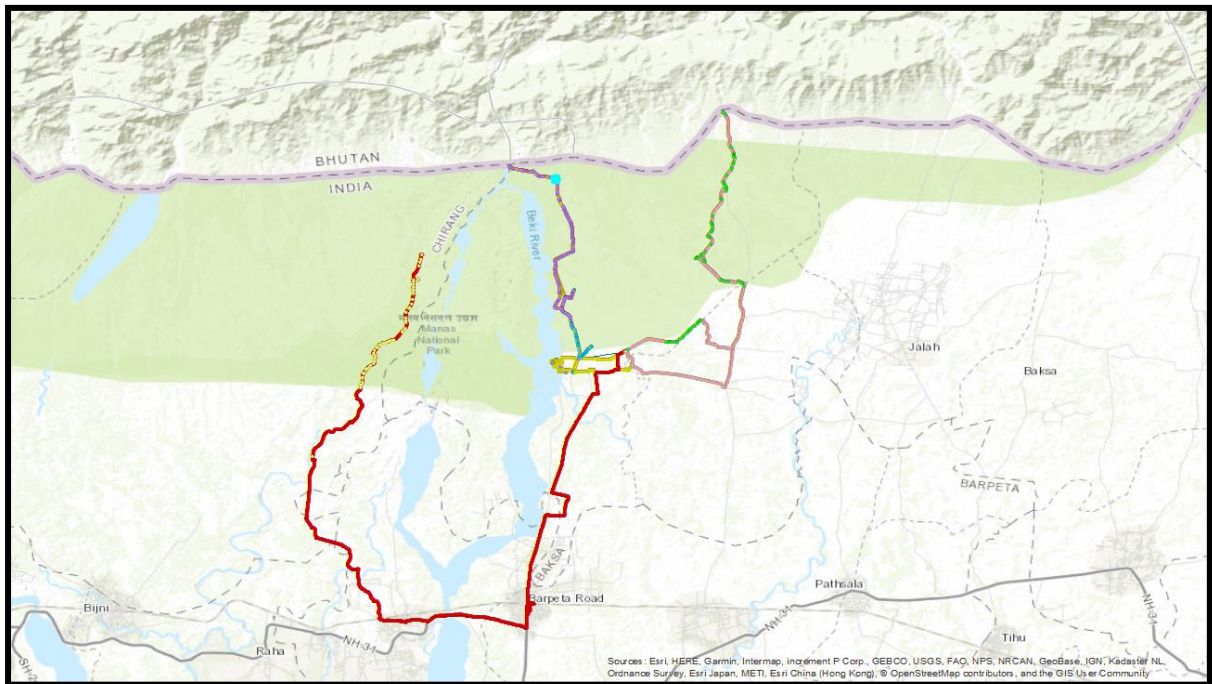 BHUTAN
INDIA
CHIRANG
Beki River
Manas
National
Park
Jalah
Baksa
BARPETA
BAKSA
Pathsala
Barpeta Road
Bijni
Raha
NH-31
NH-31
NH-31
Tihu
Sources: Esri, HERE, Garmin, Intermap, increment P Corp., GEBCO, USGS, FAO, NPS, NRCAN, GeoBase, IGN, Kadaster NL,
Ordnance Survey, Esri Japan, METI, Esri China (Hong Kong), © OpenStreetMap contributors, and the GIS User Community